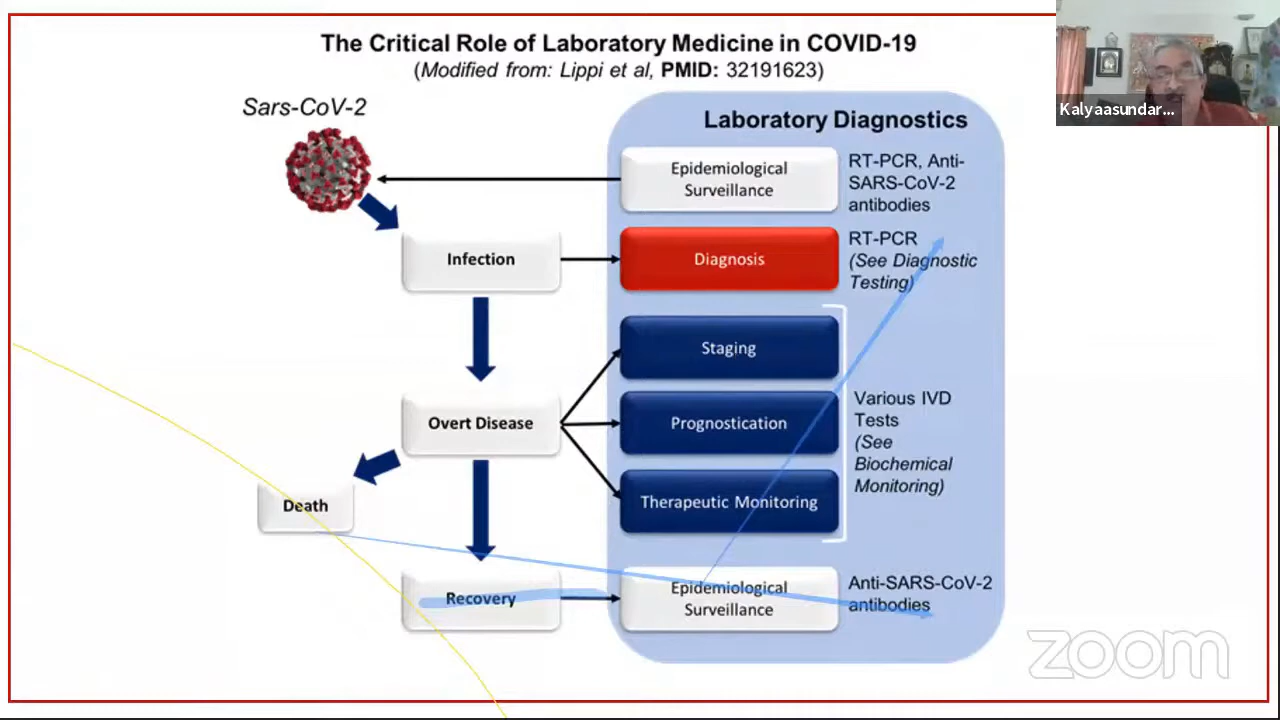 The Critical Role of Laboratory Medicine in COVID-19
(Modified from: Lippi et al, PMID: 32191623)
Kalyaasundar...
Sars-CoV-2
Laboratory Diagnostics
Epidemiological
Surveillance
RT-PCR, Anti-
SARS-CoV-2
antibodies
Infection
Diagnosis
RT-PCR
(See Diagnostic
Testing)
Staging
Overt Disease
Prognostication
Various IVD
Tests
(See
Biochemical
Monitoring)
Death
Therapeutic Monitoring
Recovery
Epidemiological
Surveillance
Anti-SARS-CoV-2
antibodies
zoom